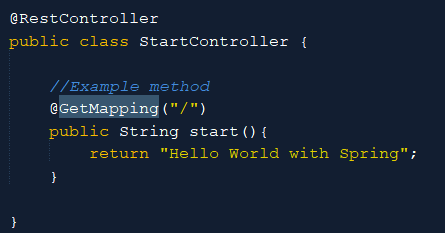 @RestController
public class StartController {
//Example method
@GetMapping("/")
public String start(){
return "Hello World with Spring";
}
}